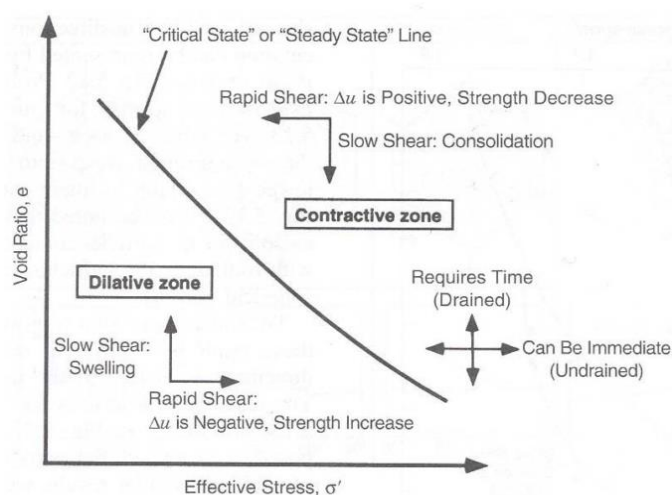 “Critical State” or “Steady State” Line
Rapid Shear: Δu is Positive, Strength Decrease
Slow Shear: Consolidation
Contractive zone
Void Ratio, e
Dilative zone
Requires Time
(Drained)
Slow Shear:
Swelling
Can Be Immediate
(Undrained)
Rapid Shear:
Δu is Negative, Strength Increase
Effective Stress, σ′